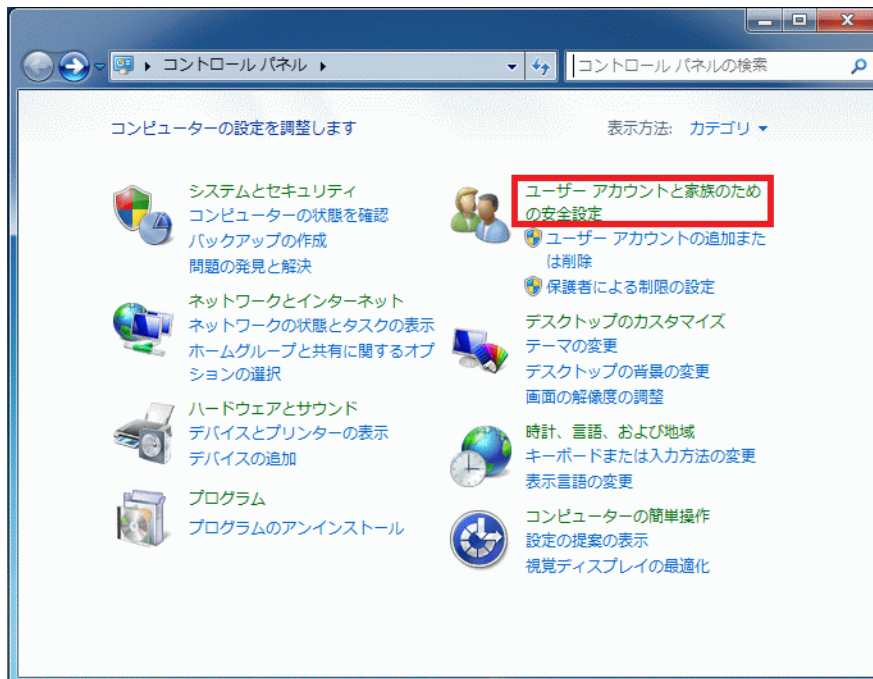 コントロール パネル
コントロール パネルの検索
コンピューターの設定を調整します
表示方法: カテゴリ
システムとセキュリティ
コンピューターの状態を確認
バックアップの作成
問題の発見と解決
ネットワークとインターネット
ネットワークの状態とタスクの表示
ホームグループと共有に関するオプ
ションの選択
ハードウェアとサウンド
デバイスとプリンターの表示
デバイスの追加
プログラム
プログラムのアンインストール
ユーザー アカウントと家族のため
の安全設定
ユーザー アカウントの追加また
は削除
保護者による制限の設定
デスクトップのカスタマイズ
テーマの変更
デスクトップの背景の変更
画面の解像度の調整
時計、言語、および地域
キーボードまたは入力方法の変更
表示言語の変更
コンピューターの簡単操作
設定の提案の表示
視覚ディスプレイの最適化